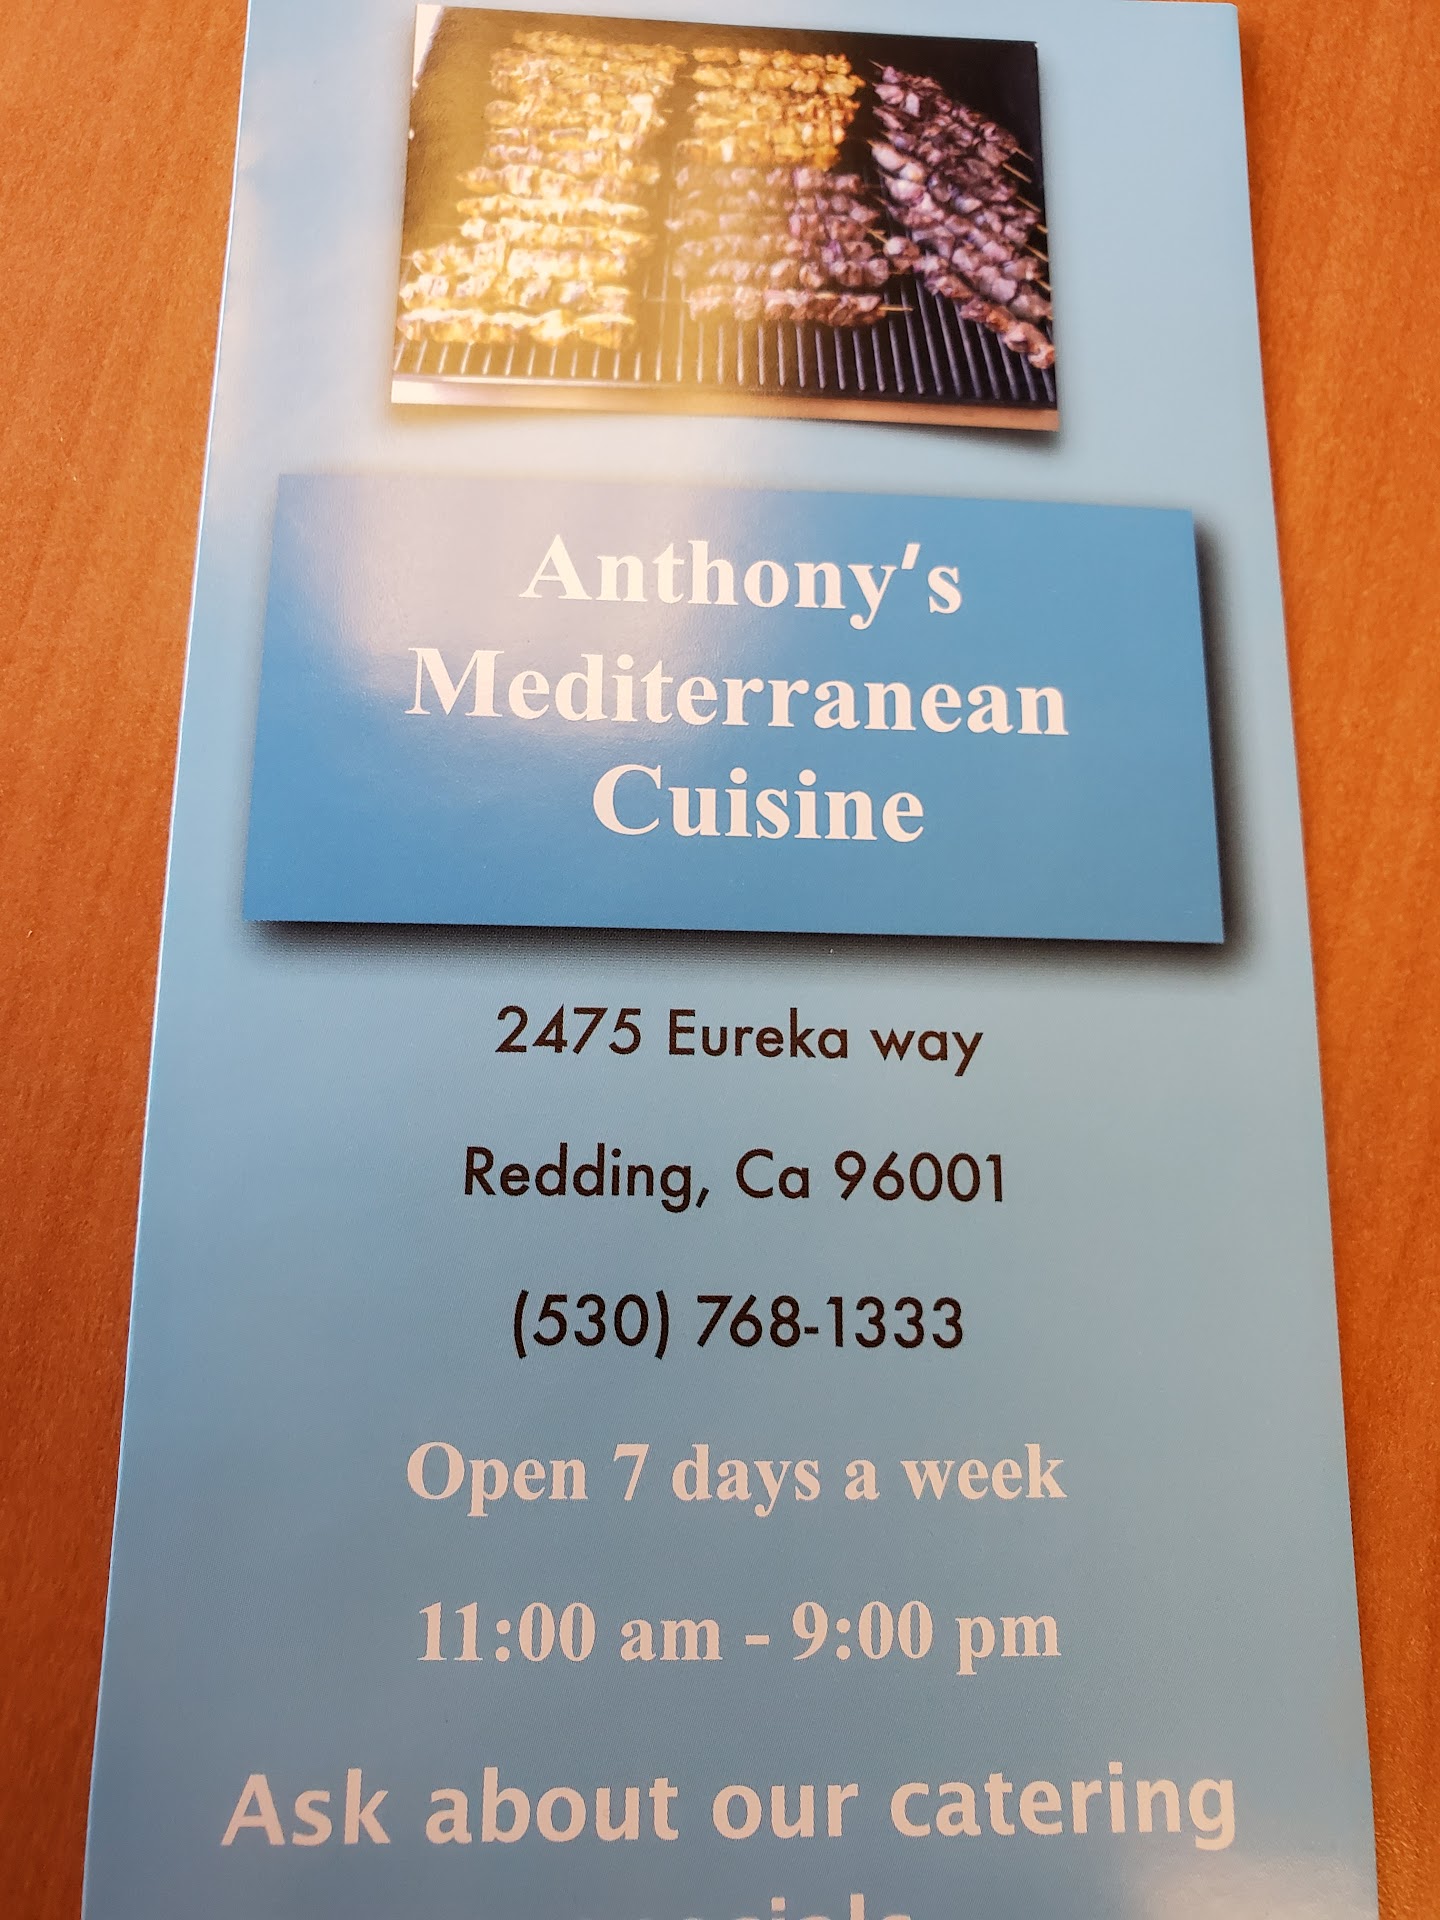 Anthony's
Mediterranean
Cuisine
2475 Eureka way
Redding, Ca 96001
(530) 768-1333
Open 7 days a week
11:00 am - 9:00 pm
Ask about our catering